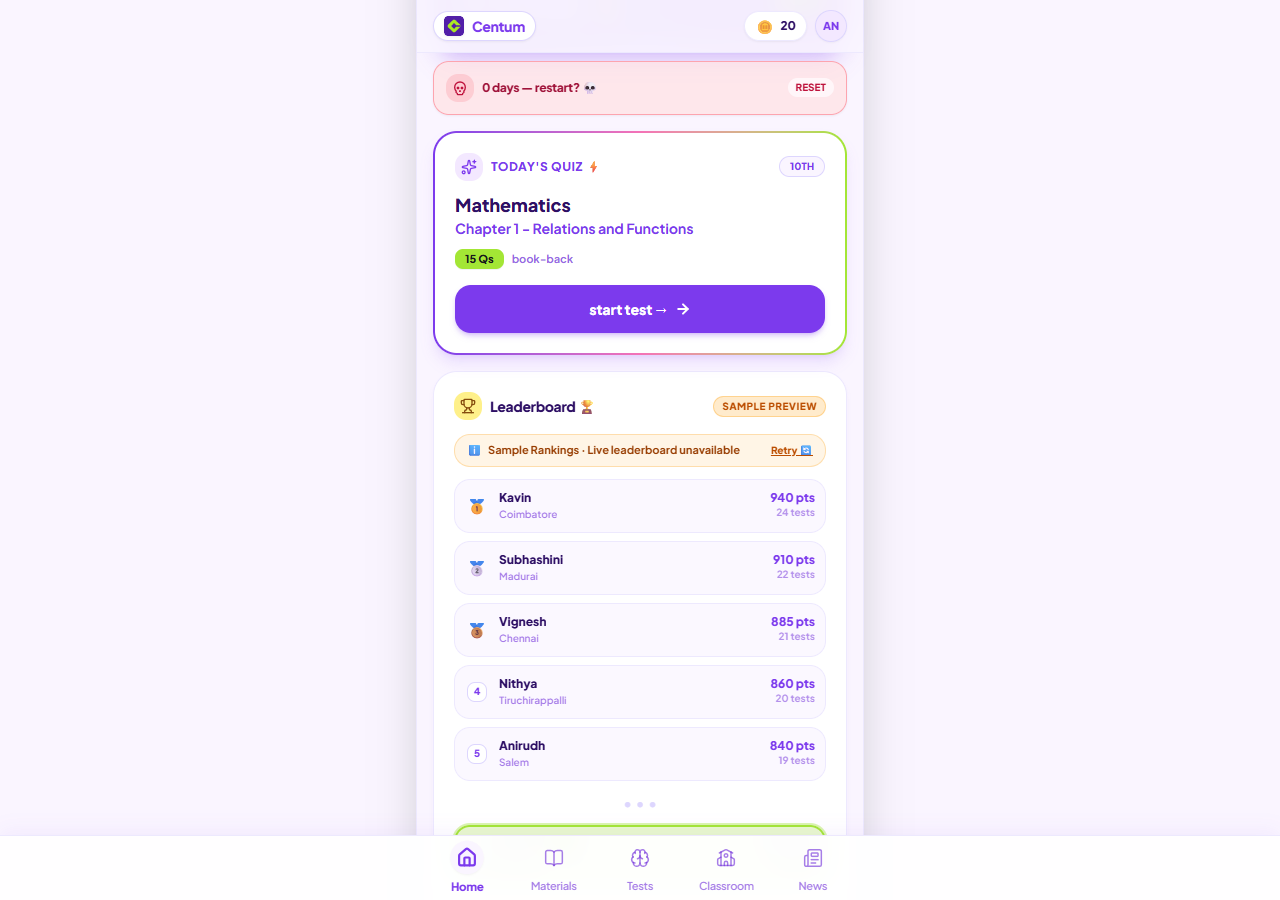 Centum
20
AN
0 days — restart? 💀
RESET
TODAY'S QUIZ ⚡
10TH
Mathematics
Chapter 1 - Relations and Functions
15 Qs
book-back
start test → →
Leaderboard 🏆
SAMPLE PREVIEW
ℹ️ Sample Rankings · Live leaderboard unavailable
Retry 🔄
🥇 Kavin
940 pts
Coimbatore
24 tests
🥈 Subhashini
910 pts
Madurai
22 tests
🥉 Vignesh
885 pts
Chennai
21 tests
4
Nithya
860 pts
Tiruchirappalli
20 tests
5
Anirudh
840 pts
Salem
19 tests
Home
Materials
Tests
Classroom
News